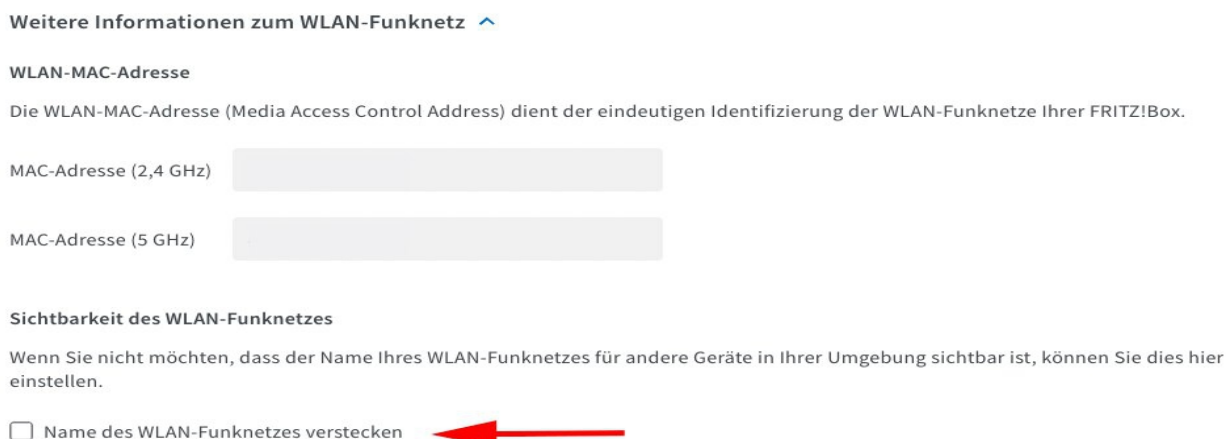 Weitere Informationen zum WLAN-Funknetz
WLAN-MAC-Adresse
Die WLAN-MAC-Adresse (Media Access Control Address) dient der eindeutigen Identifizierung der WLAN-Funknetze Ihrer FRITZ!Box.
MAC-Adresse (2,4 GHz)
MAC-Adresse (5 GHz)
Sichtbarkeit des WLAN-Funknetzes
Wenn Sie nicht möchten, dass der Name Ihres WLAN-Funknetzes für andere Geräte in Ihrer Umgebung sichtbar ist, können Sie dies hier
einstellen.
Name des WLAN-Funknetzes verstecken